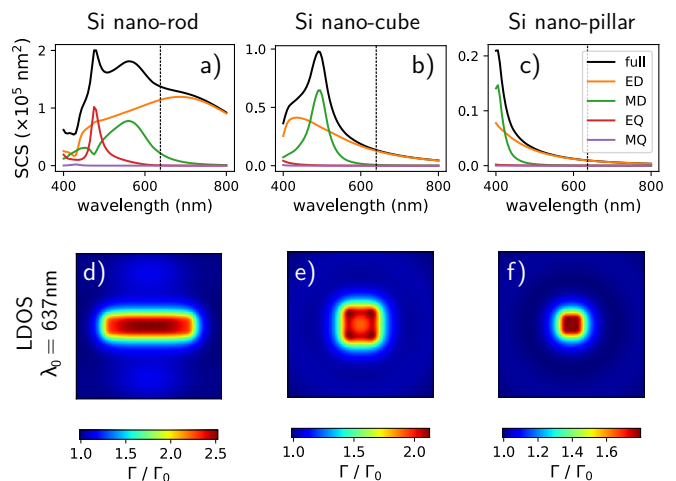 Si nano-rod
Si nano-cube
Si nano-pillar
SCS (×10⁵ nm²)
a)
2
1
0
400
600
800
wavelength (nm)
b)
1.0
0.5
0.0
400
600
800
wavelength (nm)
c)
0.2
0.1
0.0
400
600
800
wavelength (nm)
full
ED
MD
EQ
MQ
LDOS
λ₀ = 637nm
d)
e)
f)
1.0 1.5 2.0 2.5
Γ / Γ₀
1.0 1.5 2.0
Γ / Γ₀
1.0 1.2 1.4 1.6
Γ / Γ₀